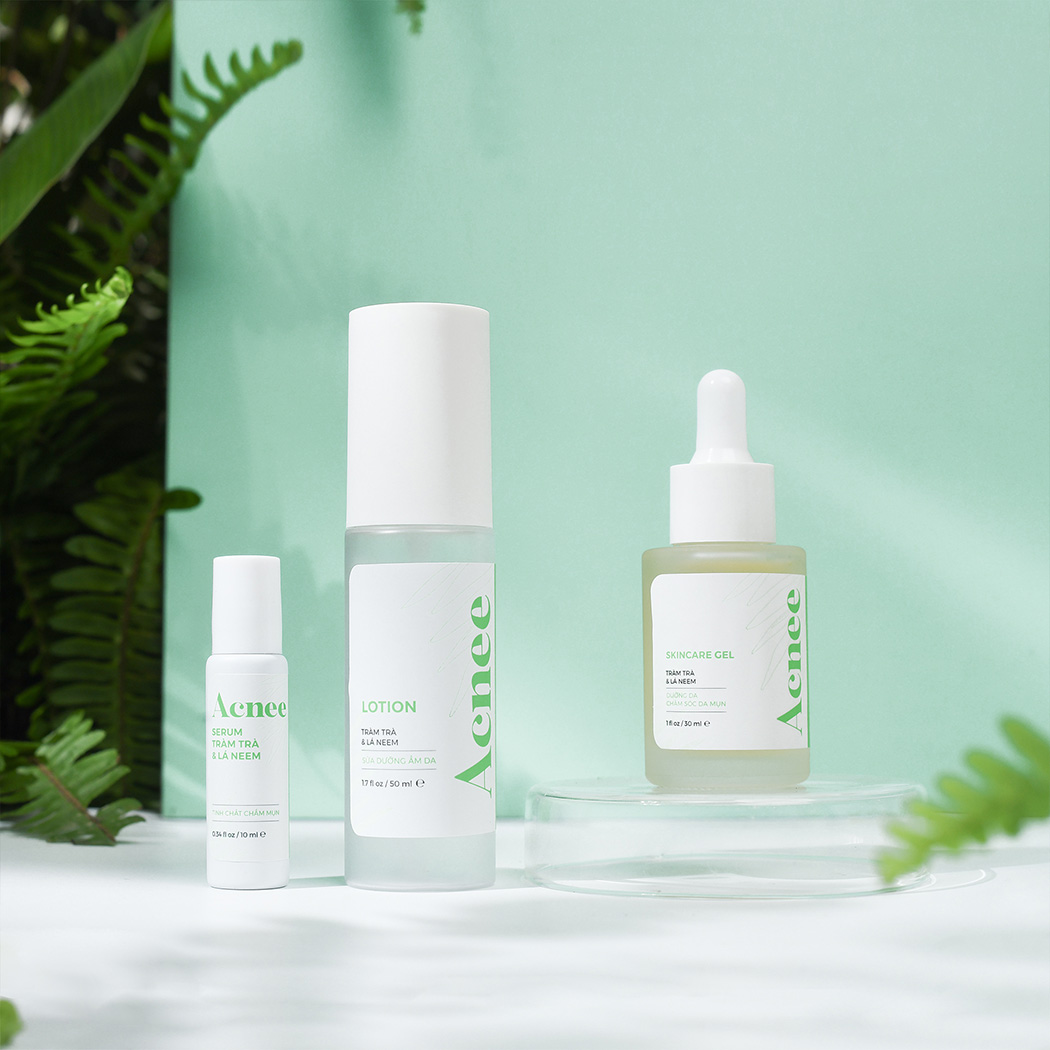 Acnee
SERUM
TRÀM TRÀ
& LÁ NEEM
TINH CHẤT CHẤM MỤN
0.34 fl oz / 10 ml ℮
LOTION
TRÀM TRÀ
& LÁ NEEM
SỮA DƯỠNG ẨM DA
1.7 fl oz / 50 ml ℮
Acnee
SKINCARE GEL
TRÀM TRÀ
& LÁ NEEM
DƯỠNG DA
CHĂM SÓC DA MỤN
1 fl oz / 30 ml ℮
Acnee